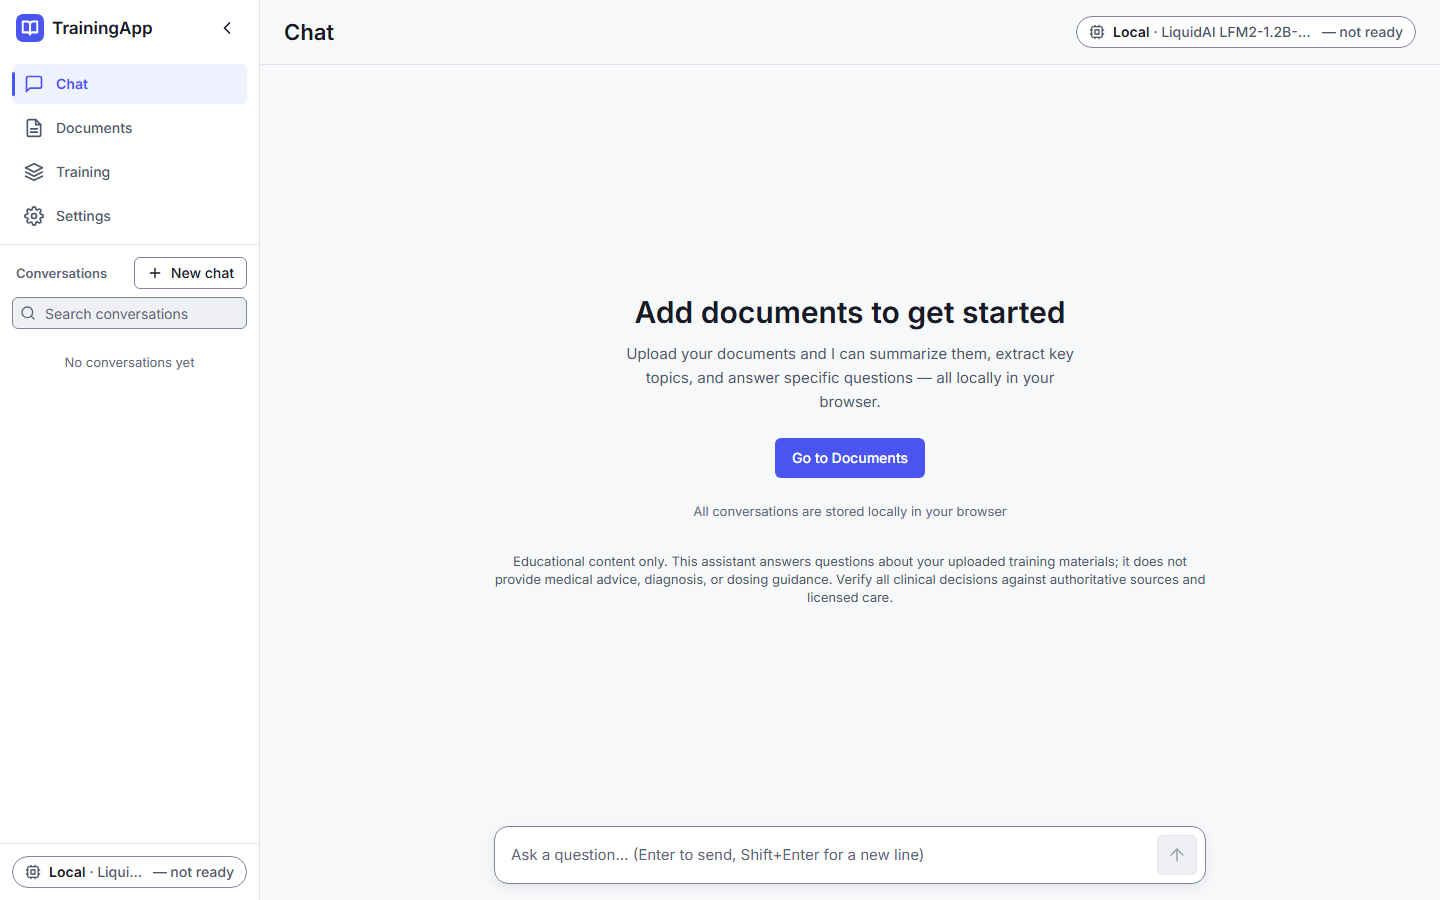 TrainingApp
Chat
Documents
Training
Settings
Conversations
New chat
Search conversations
No conversations yet
Local · Liqui... — not ready
Chat
Local · LiquidAI LFM2-1.2B-... — not ready
Add documents to get started
Upload your documents and I can summarize them, extract key
topics, and answer specific questions — all locally in your
browser.
Go to Documents
All conversations are stored locally in your browser
Educational content only. This assistant answers questions about your uploaded training materials; it does not
provide medical advice, diagnosis, or dosing guidance. Verify all clinical decisions against authoritative sources and
licensed care.
Ask a question... (Enter to send, Shift+Enter for a new line)